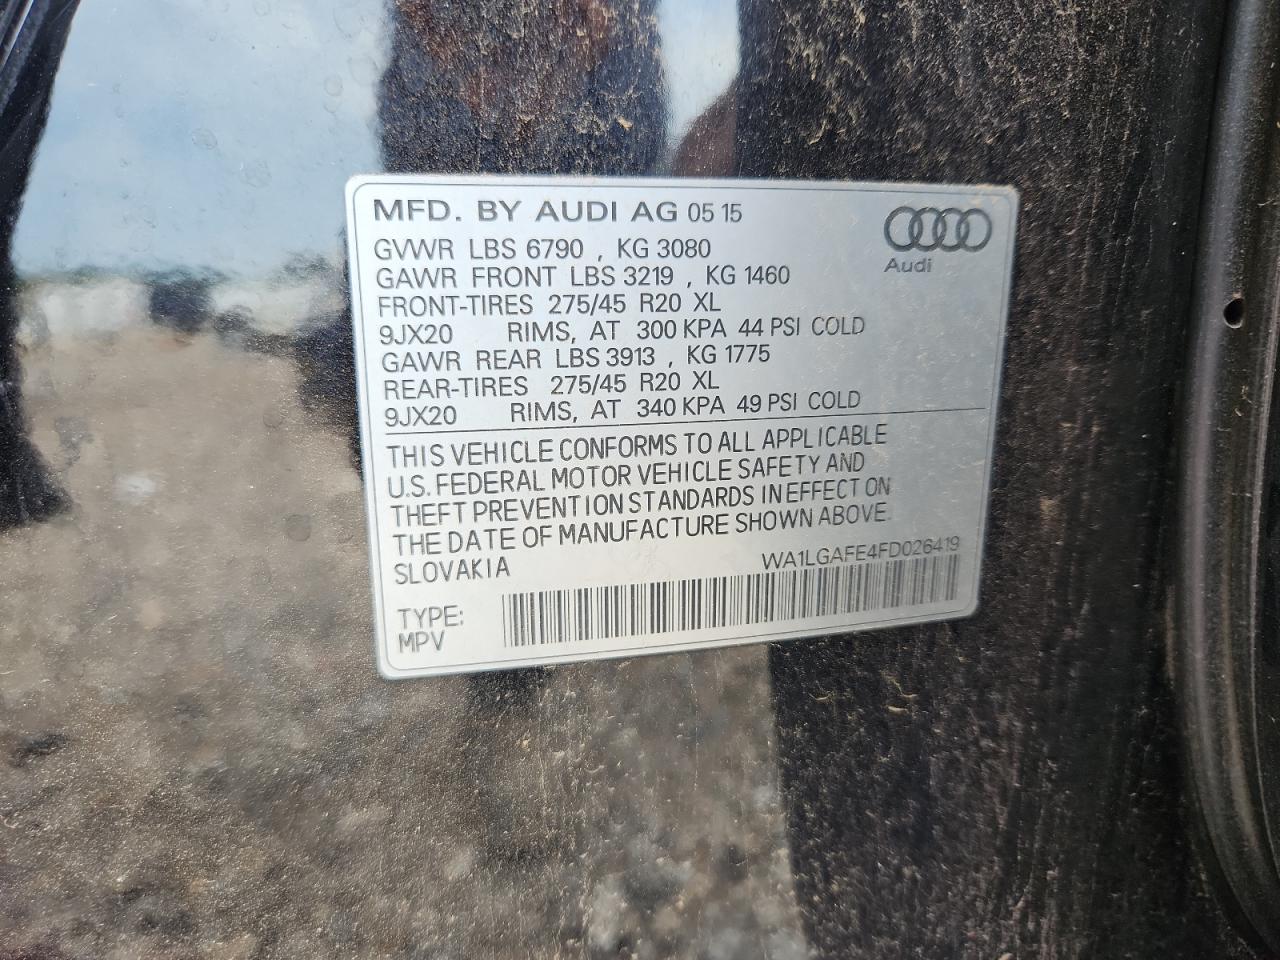 MFD. BY AUDI AG 05 15
GVWR LBS 6790 , KG 3080
Audi
GAWR FRONT LBS 3219 , KG 1460
FRONT-TIRES 275/45 R20 XL
9JX20 RIMS, AT 300 KPA 44 PSI COLD
GAWR REAR LBS 3913 , KG 1775
REAR-TIRES 275/45 R20 XL
9JX20 RIMS, AT 340 KPA 49 PSI COLD
THIS VEHICLE CONFORMS TO ALL APPLICABLE
U.S. FEDERAL MOTOR VEHICLE SAFETY AND
THEFT PREVENTION STANDARDS IN EFFECT ON
THE DATE OF MANUFACTURE SHOWN ABOVE.
SLOVAKIA WA1LGAFE4FD026419
TYPE:
MPV